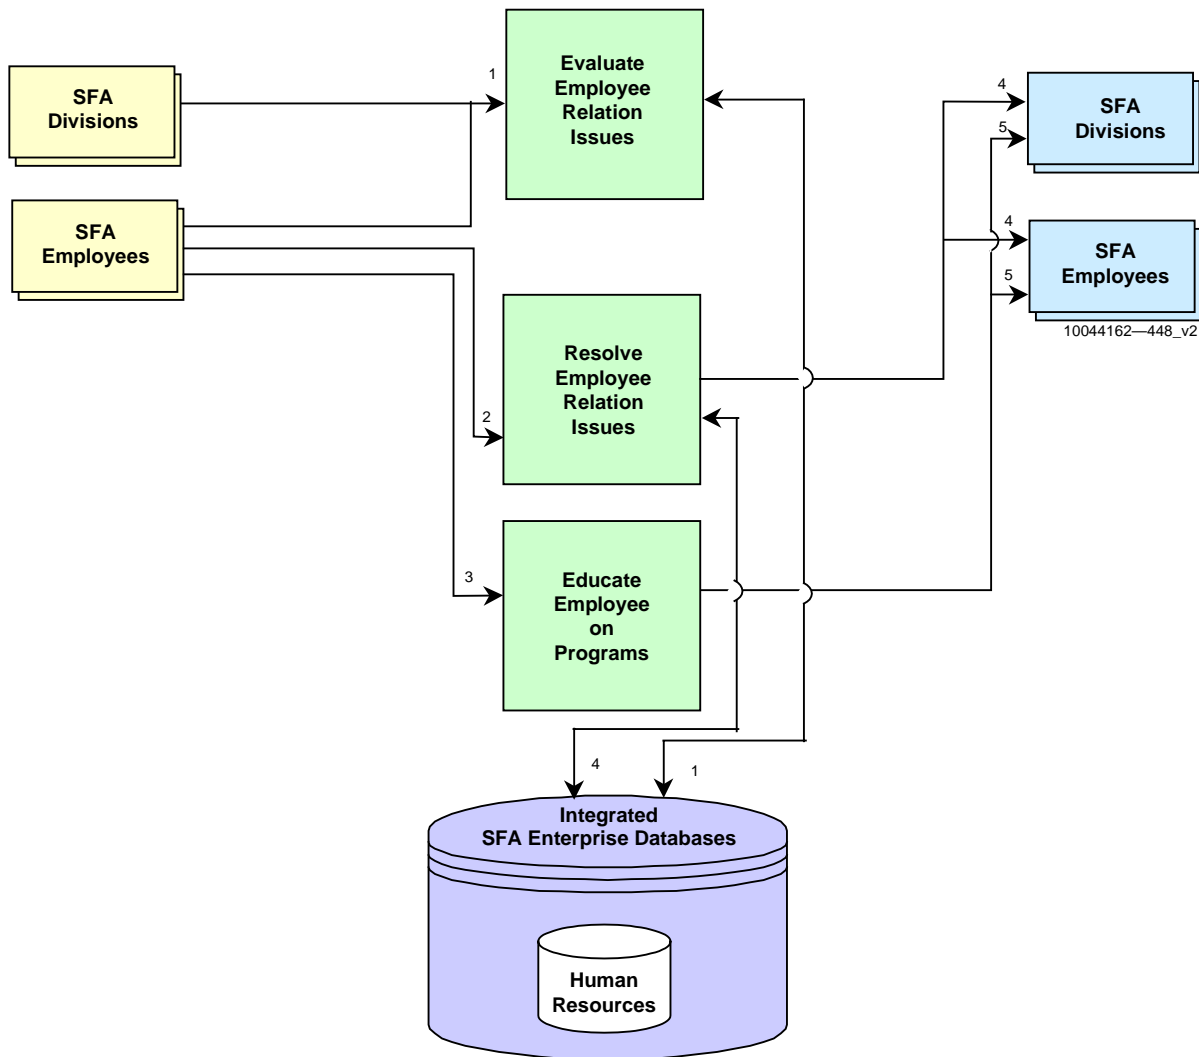 SFA
Divisions
SFA
Employees
1
Evaluate
Employee
Relation
Issues
2
Resolve
Employee
Relation
Issues
3
Educate
Employee
on
Programs
4
5
SFA
Divisions
4
5
SFA
Employees
10044162—448_v2
4
1
Integrated
SFA Enterprise Databases
Human
Resources